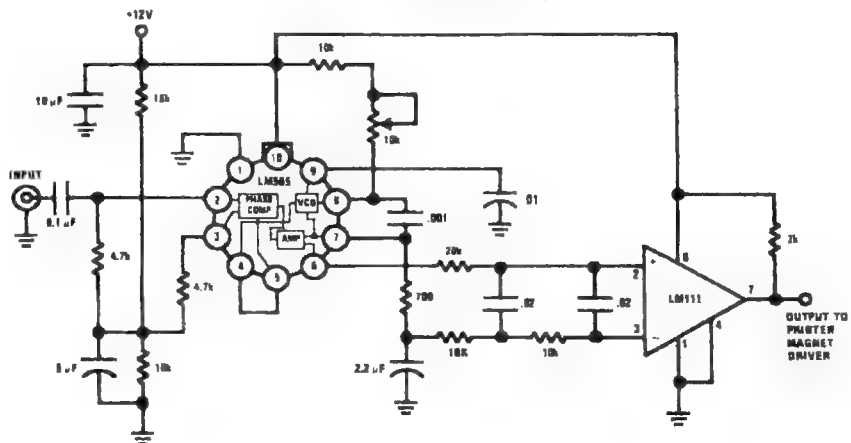 +12V
10k
10 μF
10k
10k
INPUT
0.1 μF
1
10
9
LM565
2
PHASE
COMP
VCO
8
.01
.001
3
AMP
7
4.7k
4.7k
4
5
6
20k
2
+
8
2k
700
.02
.02
LM111
7
3
-
1
4
OUTPUT TO
PRINTER
MAGNET
DRIVER
10k
10k
5 μF
10k
2.2 μF